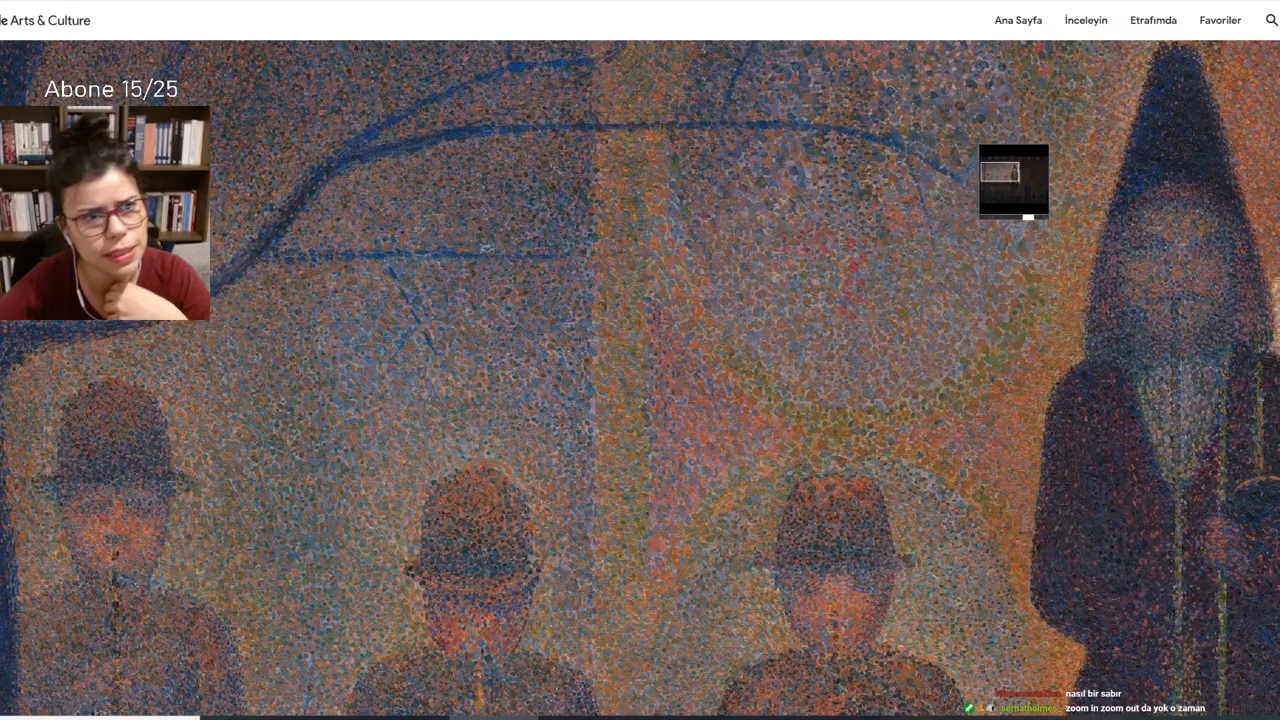 le Arts & Culture
Ana Sayfa
İnceleyin
Etrafımda
Favoriler
Abone 15/25
nasıl bir sabır
serhatholmes_ zoom in zoom out da yok o zaman